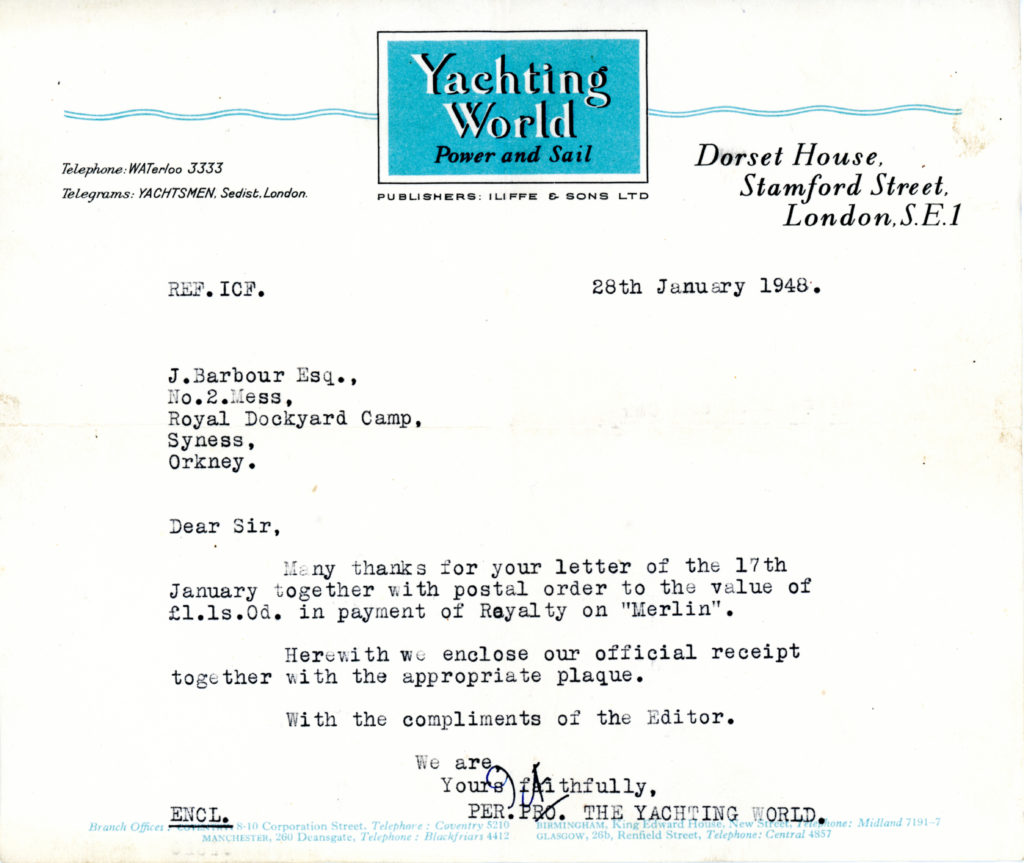 Yachting
World
Power and Sail
PUBLISHERS: ILIFFE & SONS LTD
Telephone: WATerloo 3333
Telegrams: YACHTSMEN, Sedist, London.
Dorset House,
Stamford Street,
London, S.E.1
REF. ICF.
28th January 1948.
J.Barbour Esq.,
No.2.Mess,
Royal Dockyard Camp,
Syness,
Orkney.
Dear Sir,
Many thanks for your letter of the 17th
January together with postal order to the value of
£1.1s.0d. in payment of Royalty on "Merlin".
Herewith we enclose our official receipt
together with the appropriate plaque.
With the compliments of the Editor.
We are,
Yours faithfully,
PER.PRO. THE YACHTING WORLD.
ENCL.
Branch Offices: COVENTRY, 8-10 Corporation Street, Telephone: Coventry 5210
BIRMINGHAM, King Edward House, New Street, Telephone: Midland 7191-7
MANCHESTER, 260 Deansgate, Telephone: Blackfriars 4412
GLASGOW, 26b, Renfield Street, Telephone: Central 4857